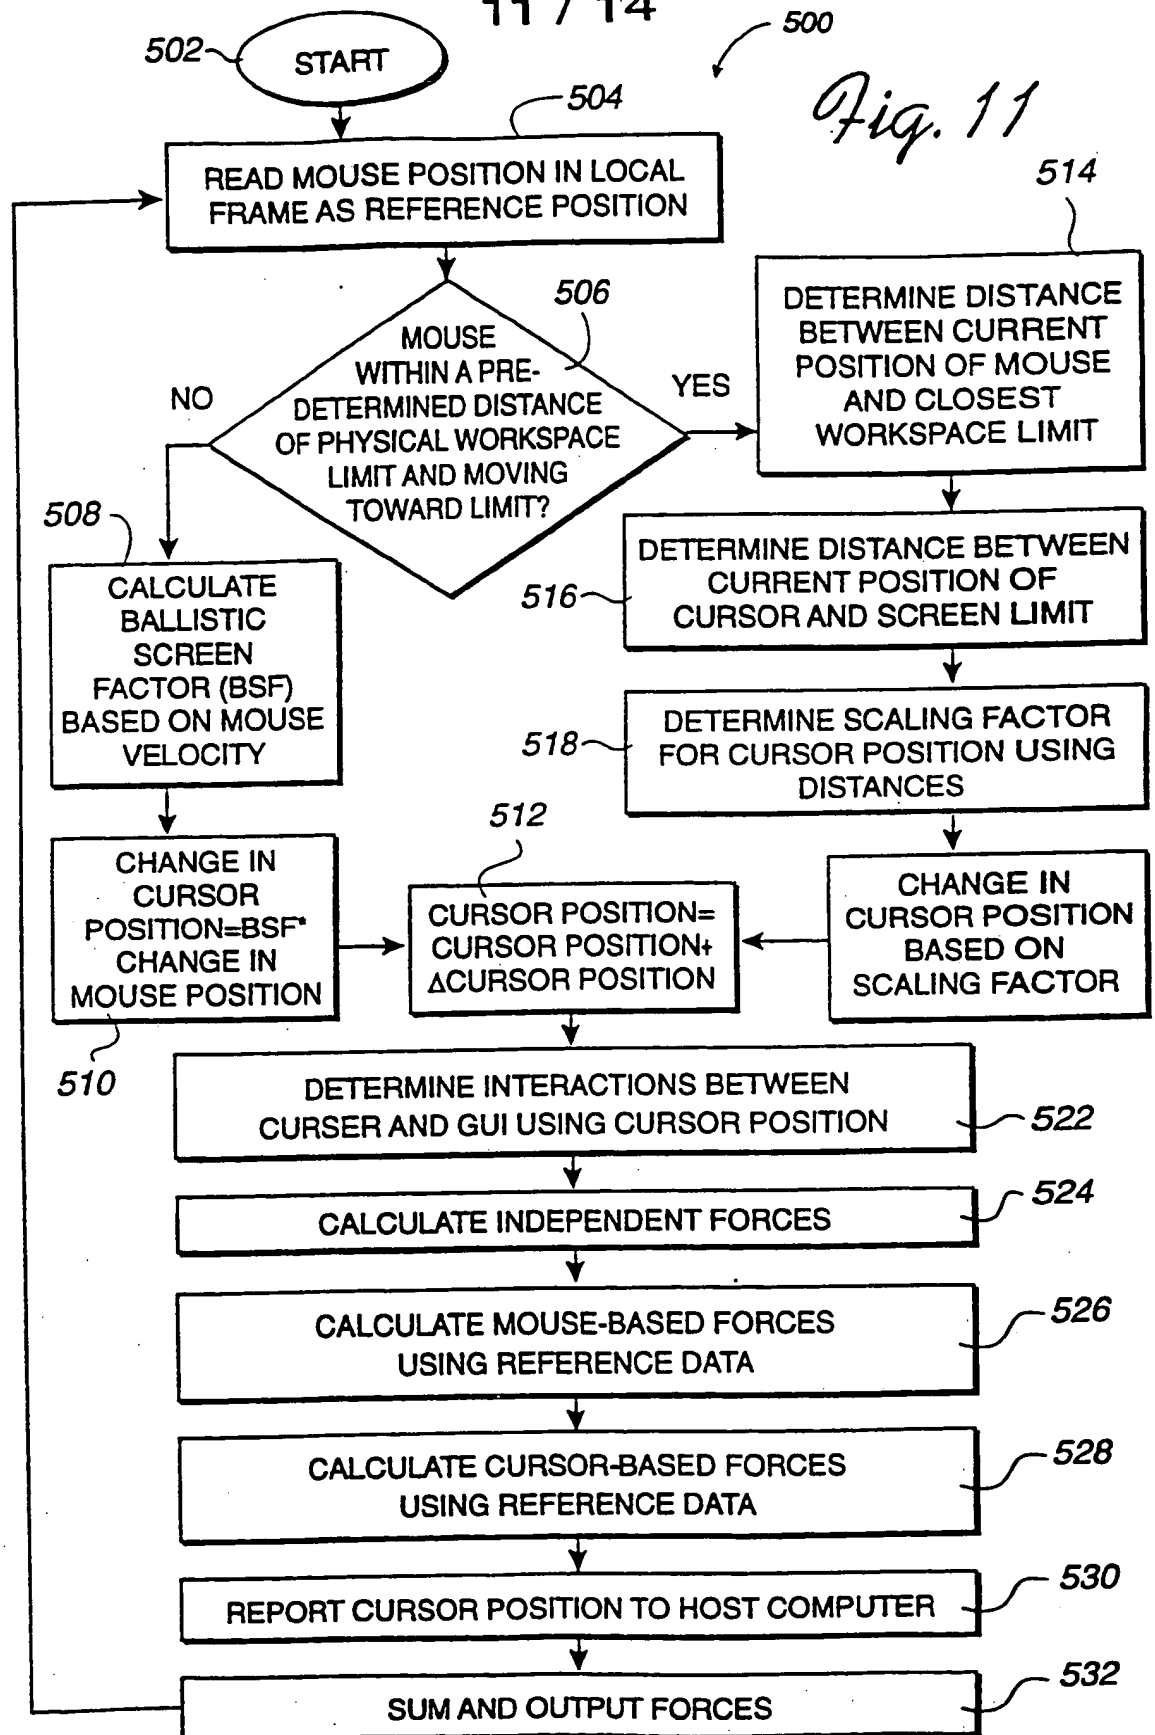 11 / 14
500
Fig. 11
502
START
504
READ MOUSE POSITION IN LOCAL
FRAME AS REFERENCE POSITION
506
MOUSE
WITHIN A PRE-
DETERMINED DISTANCE
OF PHYSICAL WORKSPACE
LIMIT AND MOVING
TOWARD LIMIT?
NO
YES
514
DETERMINE DISTANCE
BETWEEN CURRENT
POSITION OF MOUSE
AND CLOSEST
WORKSPACE LIMIT
508
CALCULATE
BALLISTIC
SCREEN
FACTOR (BSF)
BASED ON MOUSE
VELOCITY
516
DETERMINE DISTANCE BETWEEN
CURRENT POSITION OF
CURSOR AND SCREEN LIMIT
518
DETERMINE SCALING FACTOR
FOR CURSOR POSITION USING
DISTANCES
510
CHANGE IN
CURSOR
POSITION=BSF*
CHANGE IN
MOUSE POSITION
512
CURSOR POSITION=
CURSOR POSITION+
ΔCURSOR POSITION
CHANGE IN
CURSOR POSITION
BASED ON
SCALING FACTOR
DETERMINE INTERACTIONS BETWEEN
CURSER AND GUI USING CURSOR POSITION
522
CALCULATE INDEPENDENT FORCES
524
CALCULATE MOUSE-BASED FORCES
USING REFERENCE DATA
526
CALCULATE CURSOR-BASED FORCES
USING REFERENCE DATA
528
REPORT CURSOR POSITION TO HOST COMPUTER
530
SUM AND OUTPUT FORCES
532